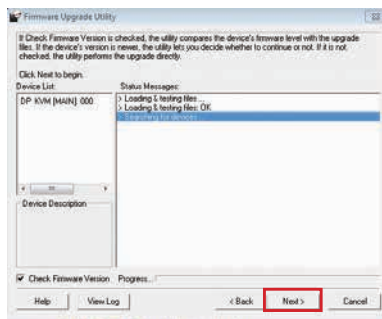 Firmware Upgrade Utility
If Check Firmware Version is checked, the utility compares the device's firmware level with the upgrade
files. If the device's version is newer, the utility lets you decide whether to continue or not. If it is not
checked, the utility performs the upgrade directly.
Click Next to begin.
Device List:
Status Messages:
DP KVM [MAIN] 000
> Loading & testing files ...
> Loading & testing files: OK
> Searching for devices ...
Device Description
Check Firmware Version
Progress...
Help
View Log
< Back
Next >
Cancel